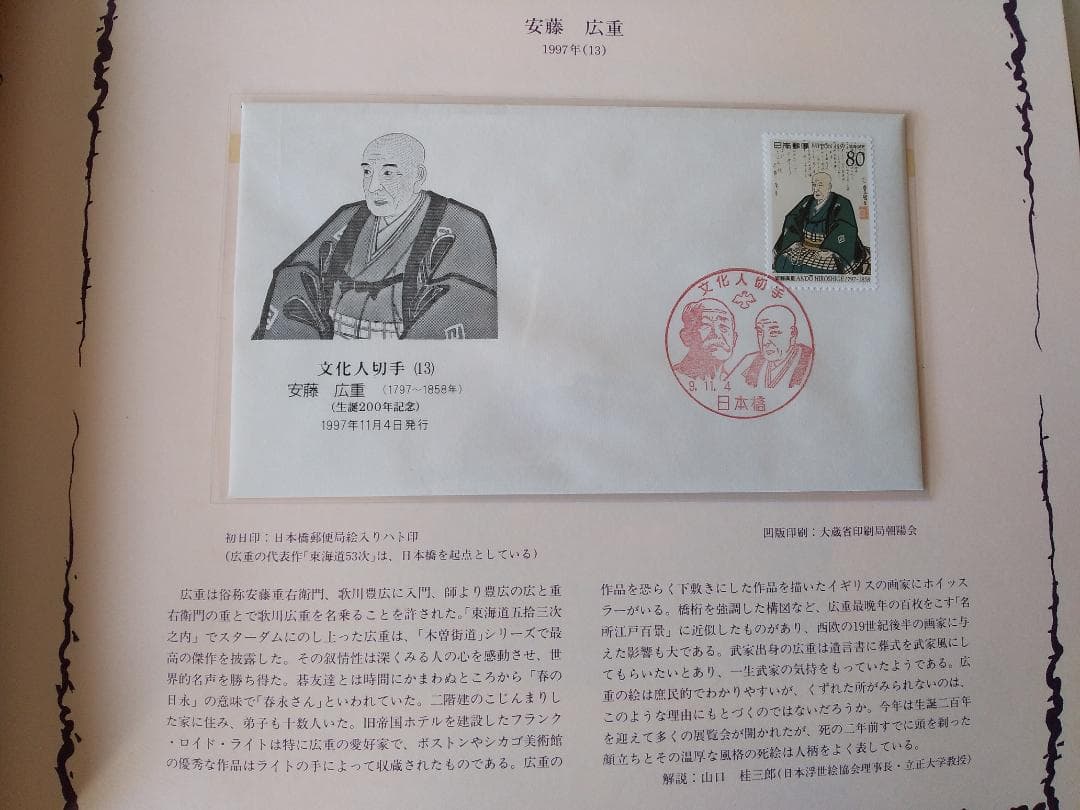 安藤　広重
1997年(13)
日本郵便 NIPPON
80
安藤広重 ANDŌ HIROSHIGE 1797-1858
文化人切手
9.11.4
日本橋
文化人切手 (13)
安藤　広重 （1797～1858年）
(生誕200年記念)
1997年11月4日発行
初日印：日本橋郵便局絵入りハト印
(広重の代表作「東海道53次」は、日本橋を起点としている)
凹版印刷：大蔵省印刷局朝陽会
広重は俗称安藤重右衛門、歌川豊広に入門、師より豊広の広と重
右衛門の重とで歌川広重を名乗ることを許された。「東海道五拾三次
之内」でスターダムにのし上った広重は、「木曽街道」シリーズで最
高の傑作を披露した。その叙情性は深くみる人の心を感動させ、世
界的名声を勝ち得た。碁友達とは時間にかまわぬところから「春の
日永」の意味で「春永さん」といわれていた。二階建のこじんまりし
た家に住み、弟子も十数人いた。旧帝国ホテルを建設したフランク
・ロイド・ライトは特に広重の愛好家で、ボストンやシカゴ美術館
の優秀な作品はライトの手によって収蔵されたものである。広重の
作品を恐らく下敷きにした作品を描いたイギリスの画家にホイッス
ラーがいる。橋桁を強調した構図など、広重最晩年の百枚をこす「名
所江戸百景」に近似したものがあり、西欧の19世紀後半の画家に与
えた影響も大である。武家出身の広重は遺言書に葬式を武家風にし
てもらいたいとあり、一生武家の気持をもっていたようである。広
重の絵は庶民的でわかりやすいが、くずれた所がみられないのは、
このような理由にもとづくのではないだろうか。今年は生誕二百年
を迎えて多くの展覧会が開かれたが、死の二年前すでに頭を剃った
顔立ちとその温厚な風格の死絵は人柄をよく表している。
解説：山口　桂三郎(日本浮世絵協会理事長・立正大学教授)